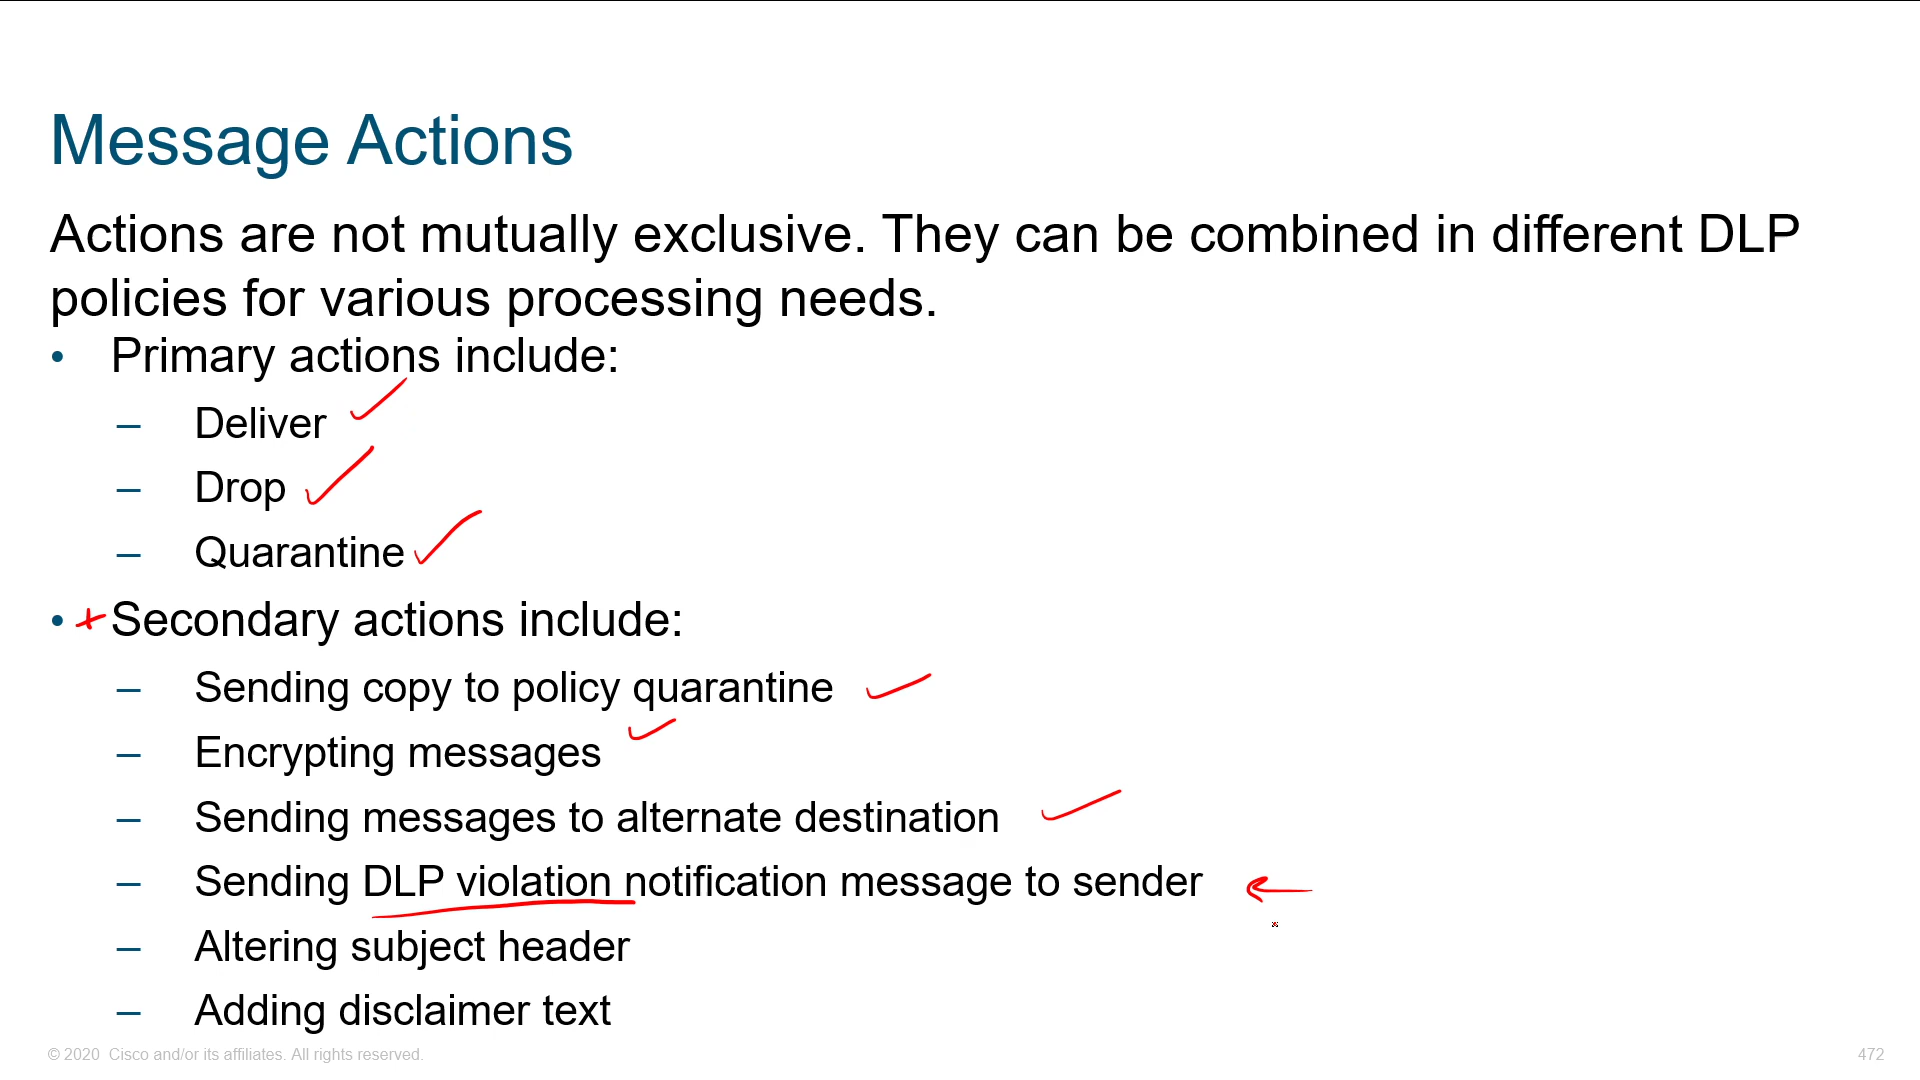 Message Actions
Actions are not mutually exclusive. They can be combined in different DLP
policies for various processing needs.
• Primary actions include:
– Deliver
– Drop
– Quarantine
• + Secondary actions include:
– Sending copy to policy quarantine
– Encrypting messages
– Sending messages to alternate destination
– Sending DLP violation notification message to sender
– Altering subject header
– Adding disclaimer text
© 2020 Cisco and/or its affiliates. All rights reserved.
472